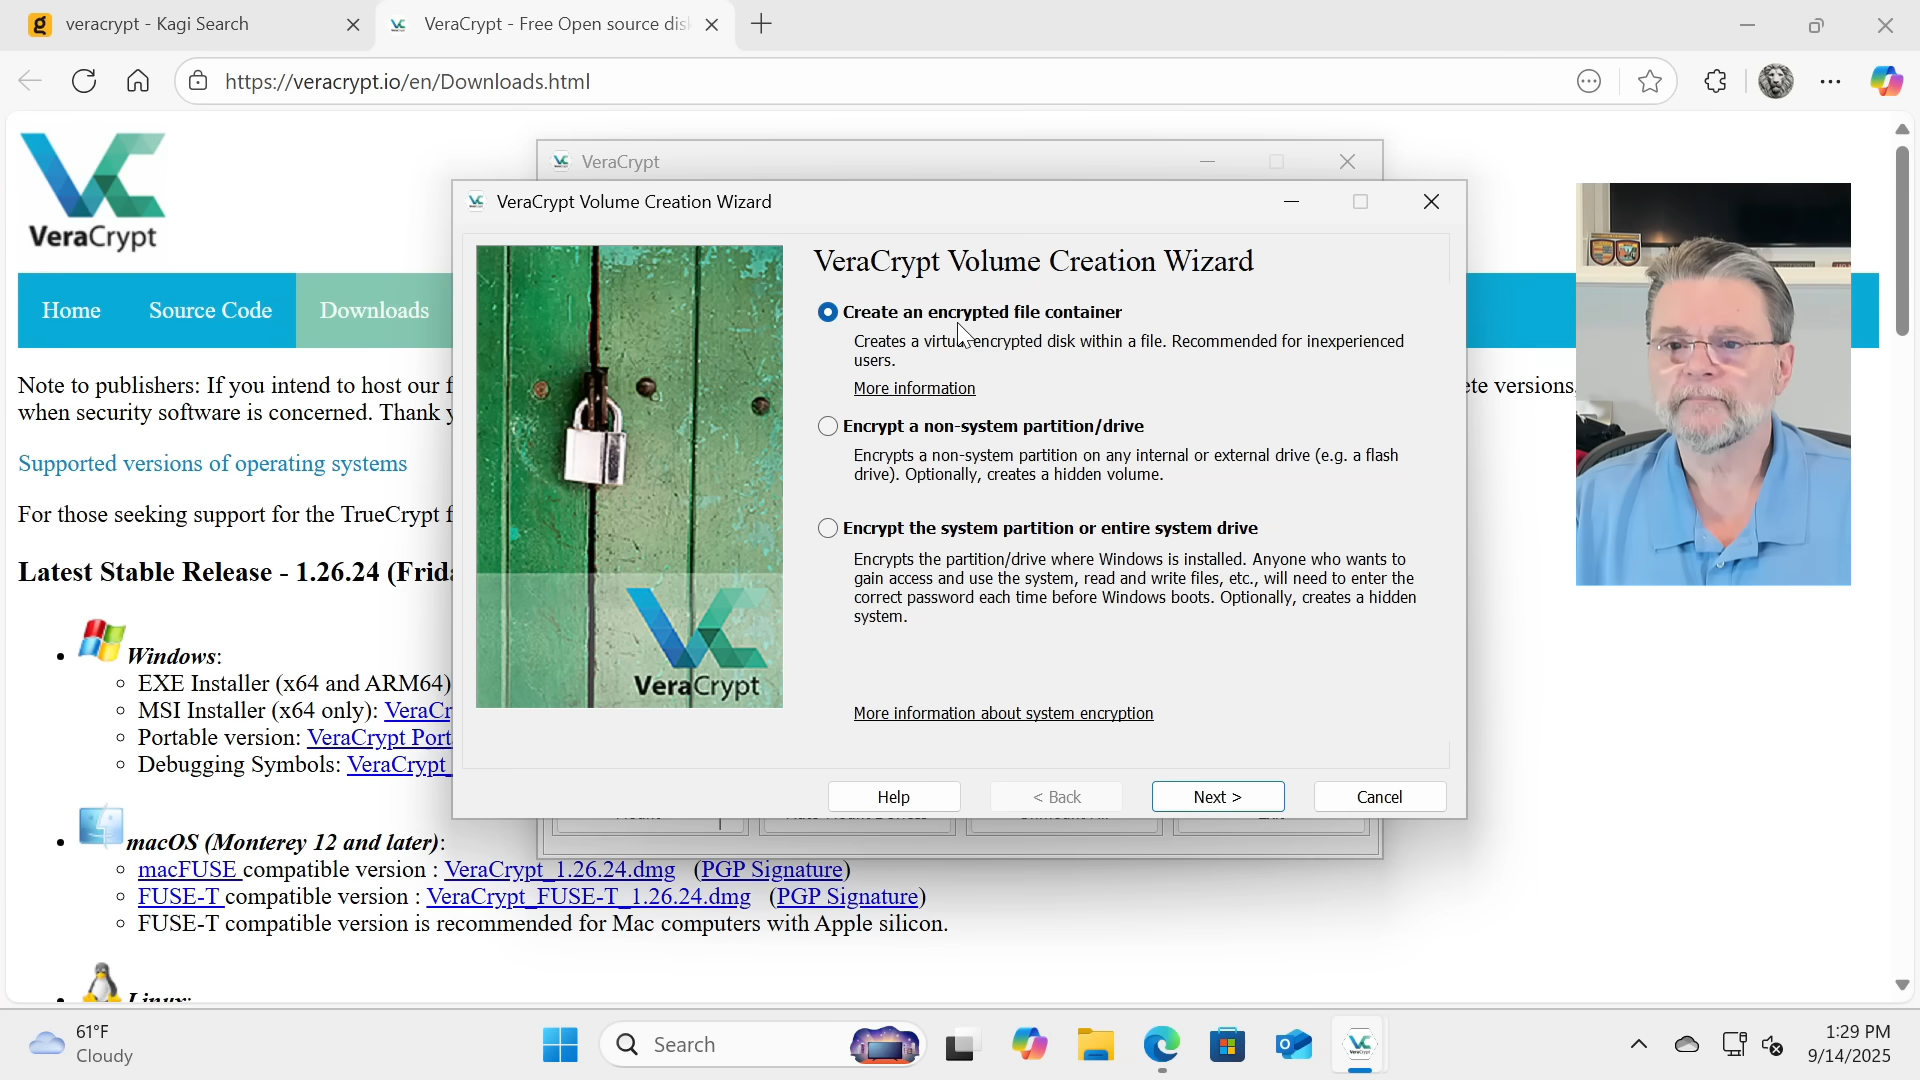 veracrypt - Kagi Search
VeraCrypt - Free Open source dis
https://veracrypt.io/en/Downloads.html
VeraCrypt
VeraCrypt
VeraCrypt Volume Creation Wizard
VeraCrypt Volume Creation Wizard
Create an encrypted file container
Creates a virtual encrypted disk within a file. Recommended for inexperienced
users.
More information
Encrypt a non-system partition/drive
Encrypts a non-system partition on any internal or external drive (e.g. a flash
drive). Optionally, creates a hidden volume.
Encrypt the system partition or entire system drive
Encrypts the partition/drive where Windows is installed. Anyone who wants to
gain access and use the system, read and write files, etc., will need to enter the
correct password each time before Windows boots. Optionally, creates a hidden
system.
VeraCrypt
More information about system encryption
Help
< Back
Next >
Cancel
Home
Source Code
Downloads
Note to publishers: If you intend to host our f
ete versions.
when security software is concerned. Thank y
Supported versions of operating systems
For those seeking support for the TrueCrypt f
Latest Stable Release - 1.26.24 (Frida
Windows:
EXE Installer (x64 and ARM64)
MSI Installer (x64 only): VeraCr
Portable version: VeraCrypt Port
Debugging Symbols: VeraCrypt_
macOS (Monterey 12 and later):
macFUSE compatible version : VeraCrypt_1.26.24.dmg (PGP Signature)
FUSE-T compatible version : VeraCrypt_FUSE-T_1.26.24.dmg (PGP Signature)
FUSE-T compatible version is recommended for Mac computers with Apple silicon.
Linux:
61°F
Cloudy
Search
1:29 PM
9/14/2025